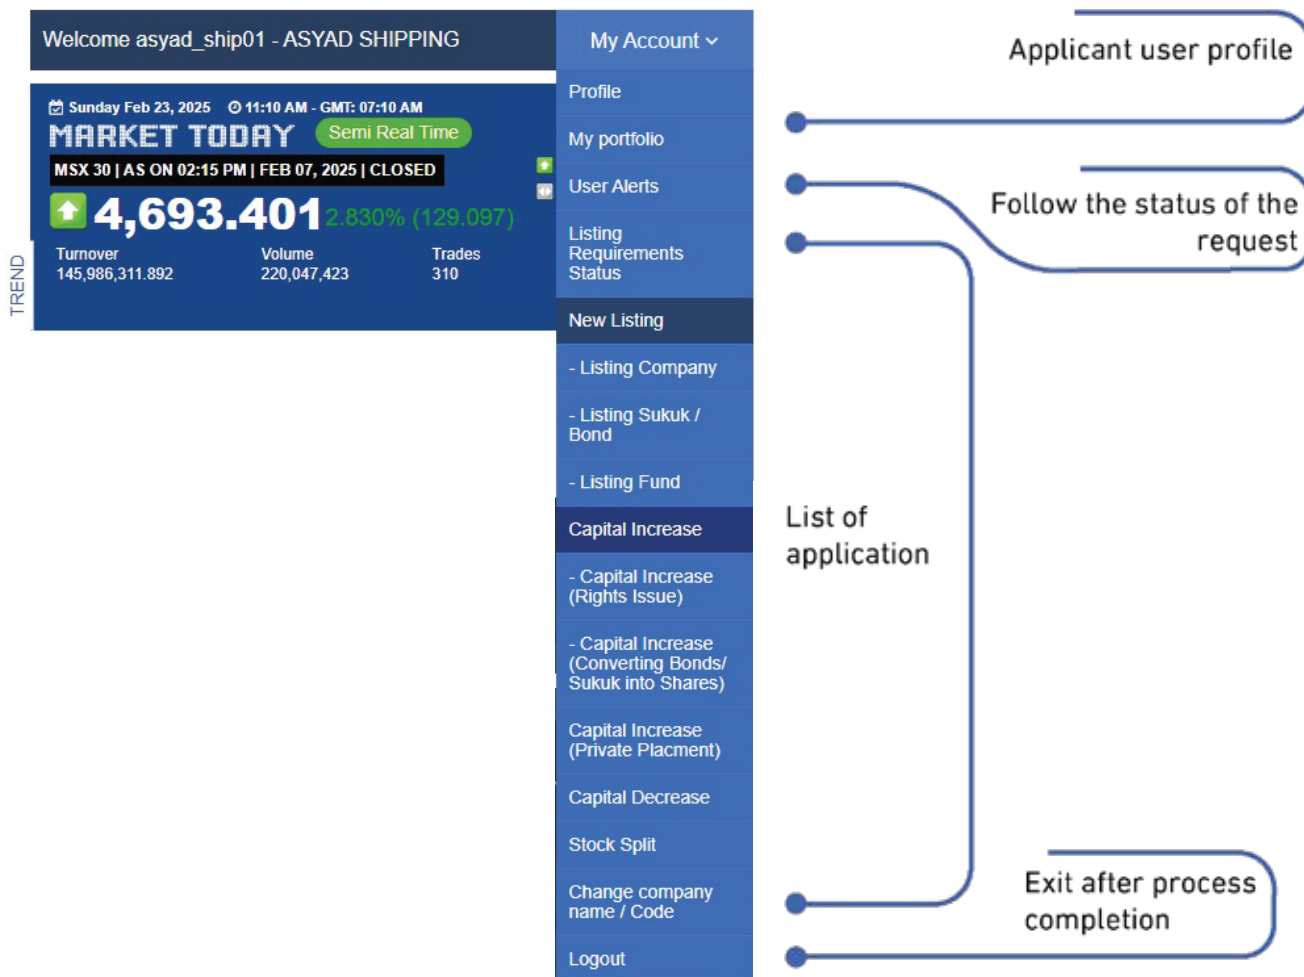 Welcome asyad_ship01 - ASYAD SHIPPING
My Account
Sunday Feb 23, 2025 11:10 AM - GMT: 07:10 AM
MARKET TODAY
Semi Real Time
MSX 30 | AS ON 02:15 PM | FEB 07, 2025 | CLOSED
4,693.401 2.830% (129.097)
Turnover Volume Trades
145,986,311.892 220,047,423 310
TREND
Profile
My portfolio
User Alerts
Listing
Requirements
Status
New Listing
- Listing Company
- Listing Sukuk /
Bond
- Listing Fund
Capital Increase
- Capital Increase
(Rights Issue)
- Capital Increase
(Converting Bonds/
Sukuk into Shares)
Capital Increase
(Private Placment)
Capital Decrease
Stock Split
Change company
name / Code
Logout
Applicant user profile
Follow the status of the
request
List of
application
Exit after process
completion